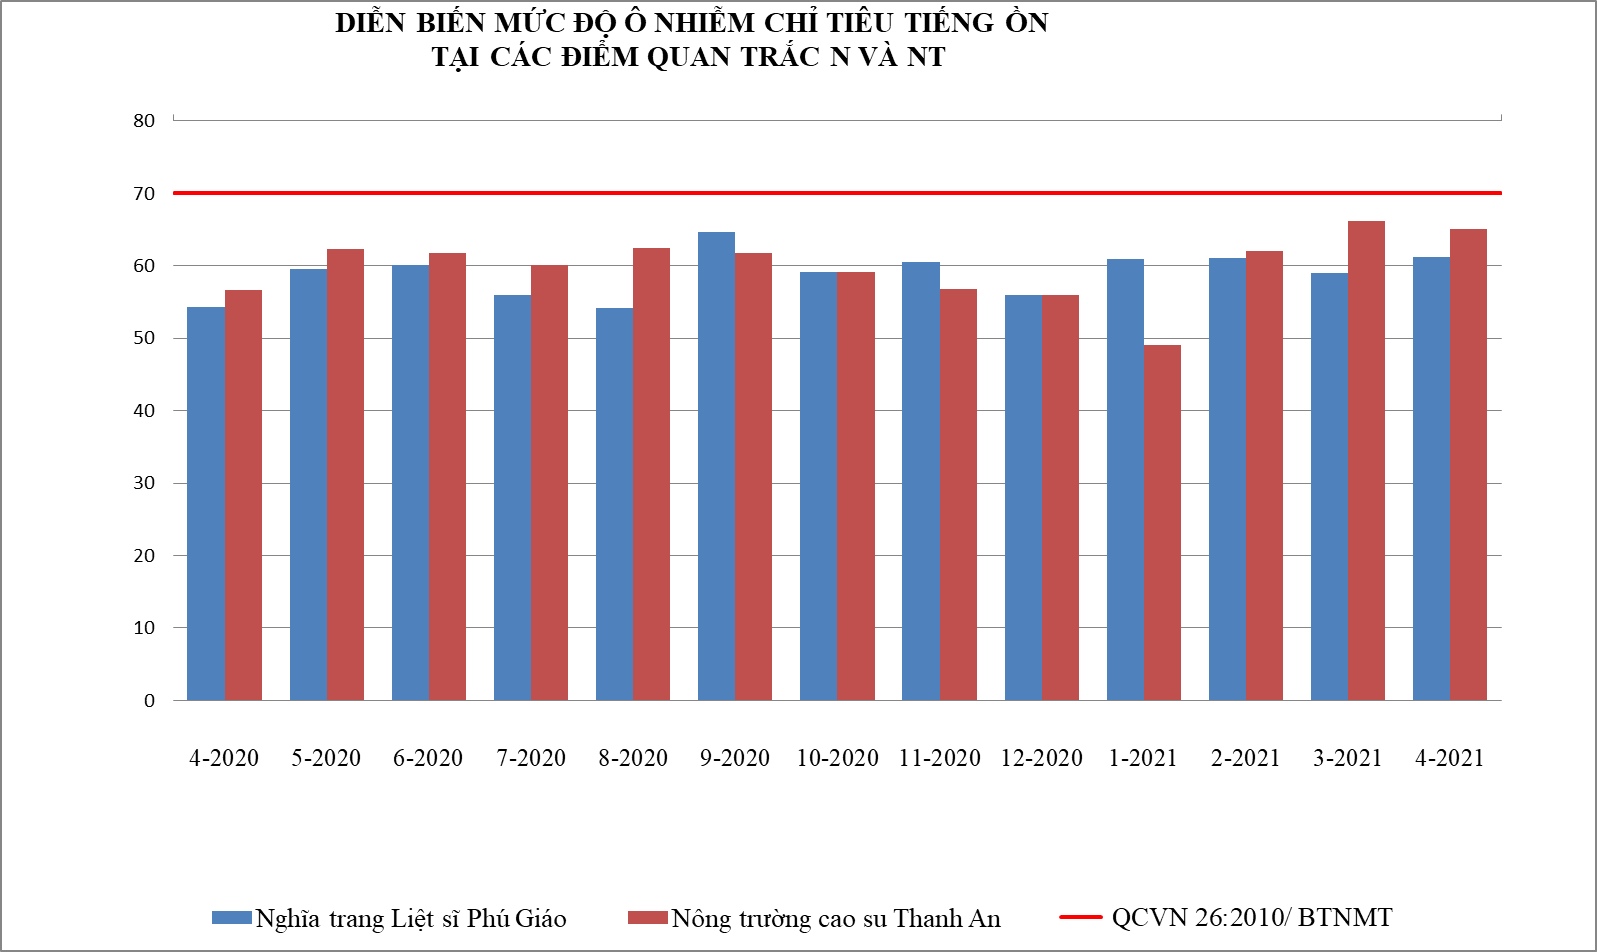 DIỄN BIẾN MỨC ĐỘ Ô NHIỄM CHỈ TIÊU TIẾNG ỒN
TẠI CÁC ĐIỂM QUAN TRẮC N VÀ NT
80
70
60
50
40
30
20
10
0
4-2020 5-2020 6-2020 7-2020 8-2020 9-2020 10-2020 11-2020 12-2020 1-2021 2-2021 3-2021 4-2021
Nghĩa trang Liệt sĩ Phú Giáo Nông trường cao su Thanh An QCVN 26:2010/ BTNMT